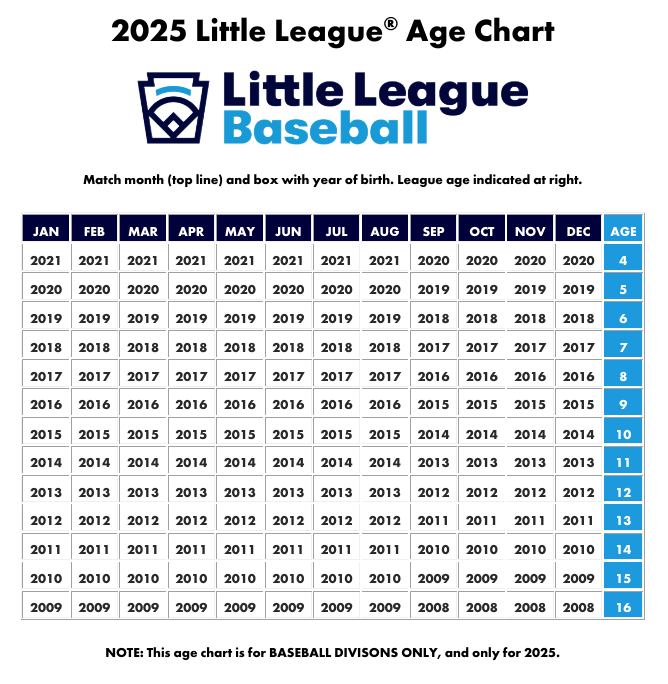 2025 Little League® Age Chart
Little League
Baseball
Match month (top line) and box with year of birth. League age indicated at right.
JAN FEB MAR APR MAY JUN JUL AUG SEP OCT NOV DEC AGE
2021 2021 2021 2021 2021 2021 2021 2021 2020 2020 2020 2020 4
2020 2020 2020 2020 2020 2020 2020 2020 2019 2019 2019 2019 5
2019 2019 2019 2019 2019 2019 2019 2019 2018 2018 2018 2018 6
2018 2018 2018 2018 2018 2018 2018 2018 2017 2017 2017 2017 7
2017 2017 2017 2017 2017 2017 2017 2017 2016 2016 2016 2016 8
2016 2016 2016 2016 2016 2016 2016 2016 2015 2015 2015 2015 9
2015 2015 2015 2015 2015 2015 2015 2015 2014 2014 2014 2014 10
2014 2014 2014 2014 2014 2014 2014 2014 2013 2013 2013 2013 11
2013 2013 2013 2013 2013 2013 2013 2013 2012 2012 2012 2012 12
2012 2012 2012 2012 2012 2012 2012 2012 2011 2011 2011 2011 13
2011 2011 2011 2011 2011 2011 2011 2011 2010 2010 2010 2010 14
2010 2010 2010 2010 2010 2010 2010 2010 2009 2009 2009 2009 15
2009 2009 2009 2009 2009 2009 2009 2009 2008 2008 2008 2008 16
NOTE: This age chart is for BASEBALL DIVISONS ONLY, and only for 2025.